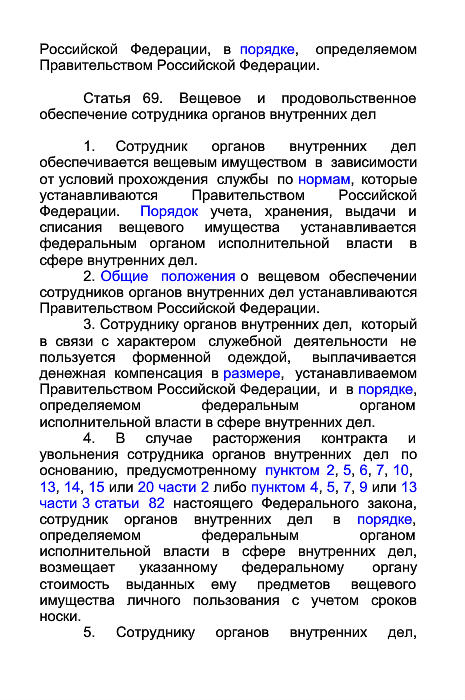 Российской Федерации, в порядке, определяемом
Правительством Российской Федерации.
Статья 69. Вещевое и продовольственное
обеспечение сотрудника органов внутренних дел
1. Сотрудник органов внутренних дел
обеспечивается вещевым имуществом в зависимости
от условий прохождения службы по нормам, которые
устанавливаются Правительством Российской
Федерации. Порядок учета, хранения, выдачи и
списания вещевого имущества устанавливается
федеральным органом исполнительной власти в
сфере внутренних дел.
2. Общие положения о вещевом обеспечении
сотрудников органов внутренних дел устанавливаются
Правительством Российской Федерации.
3. Сотруднику органов внутренних дел, который
в связи с характером служебной деятельности не
пользуется форменной одеждой, выплачивается
денежная компенсация в размере, устанавливаемом
Правительством Российской Федерации, и в порядке,
определяемом федеральным органом
исполнительной власти в сфере внутренних дел.
4. В случае расторжения контракта и
увольнения сотрудника органов внутренних дел по
основанию, предусмотренному пунктом 2, 5, 6, 7, 10,
13, 14, 15 или 20 части 2 либо пунктом 4, 5, 7, 9 или 13
части 3 статьи 82 настоящего Федерального закона,
сотрудник органов внутренних дел в порядке,
определяемом федеральным органом
исполнительной власти в сфере внутренних дел,
возмещает указанному федеральному органу
стоимость выданных ему предметов вещевого
имущества личного пользования с учетом сроков
носки.
5. Сотруднику органов внутренних дел,